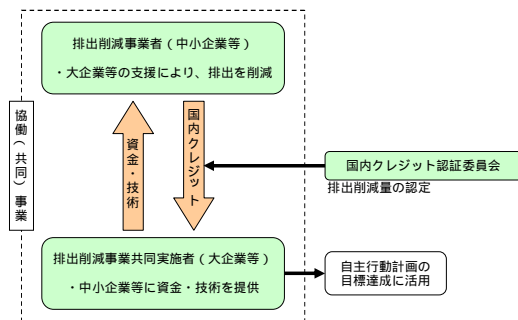 排出削減事業者（中小企業等）
・大企業等の支援により、排出を削減
協働（共同）事業
資金・技術
国内クレジット
国内クレジット認証委員会
排出削減量の認定
排出削減事業共同実施者（大企業等）
・中小企業等に資金・技術を提供
自主行動計画の
目標達成に活用